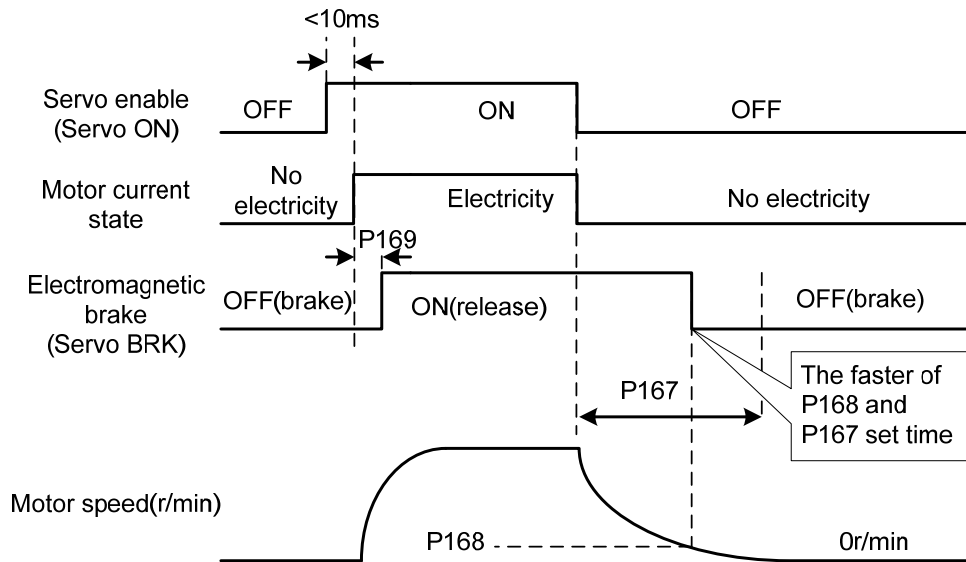 <10ms
Servo enable
(Servo ON)
OFF
ON
OFF
Motor current
state
No
electricity
Electricity
No electricity
P169
Electromagnetic
brake
(Servo BRK)
OFF(brake)
ON(release)
OFF(brake)
The faster of
P168 and
P167 set time
P167
Motor speed(r/min)
P168
0r/min